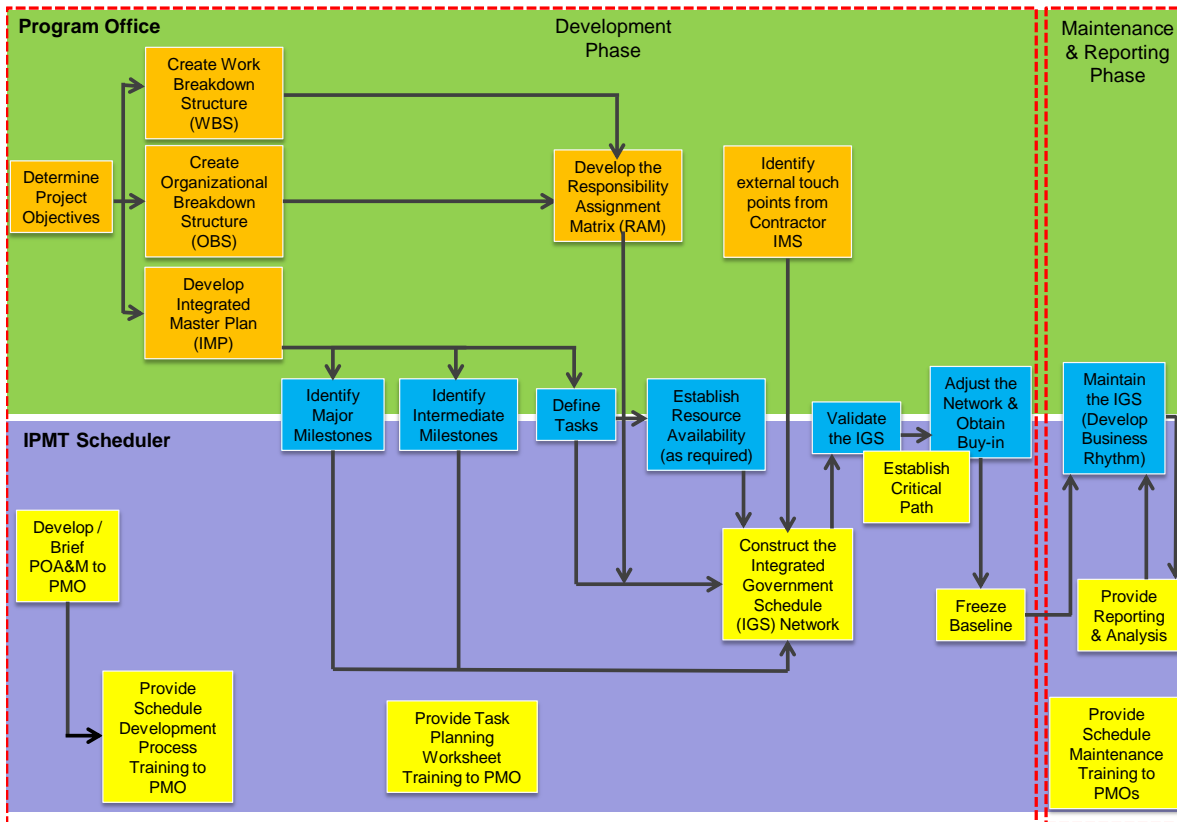 Program Office
Development
Phase
Maintenance
& Reporting
Phase
Create Work
Breakdown
Structure
(WBS)
Determine
Project
Objectives
Create
Organizational
Breakdown
Structure
(OBS)
Develop the
Responsibility
Assignment
Matrix (RAM)
Identify
external touch
points from
Contractor
IMS
Develop
Integrated
Master Plan
(IMP)
Identify
Major
Milestones
Identify
Intermediate
Milestones
Define
Tasks
Establish
Resource
Availability
(as required)
Validate
the IGS
Adjust the
Network &
Obtain
Buy-in
Maintain
the IGS
(Develop
Business
Rhythm)
IPMT Scheduler
Establish
Critical
Path
Develop /
Brief
POA&M to
PMO
Construct the
Integrated
Government
Schedule
(IGS) Network
Freeze
Baseline
Provide
Reporting
& Analysis
Provide
Schedule
Development
Process
Training to
PMO
Provide Task
Planning
Worksheet
Training to PMO
Provide
Schedule
Maintenance
Training to
PMOs